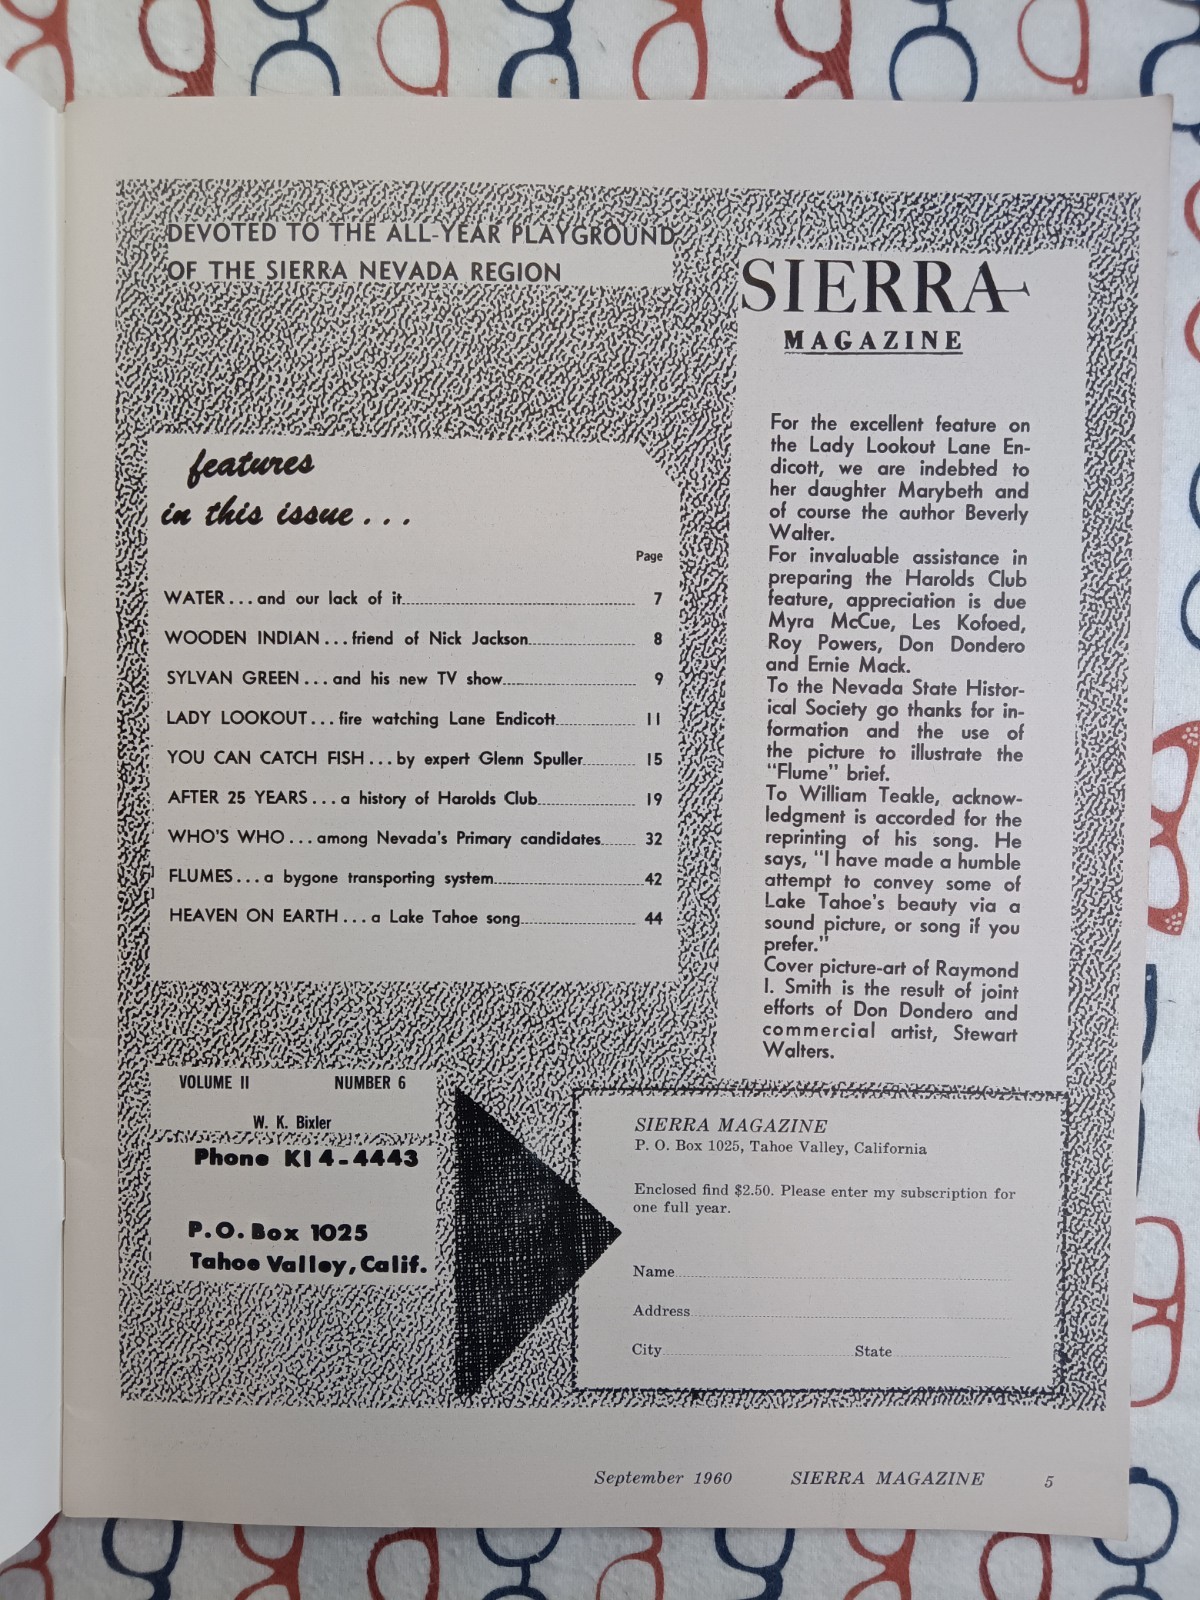 DEVOTED TO THE ALL-YEAR PLAYGROUND
OF THE SIERRA NEVADA REGION
features
in this issue...
Page
WATER...and our lack of it 7
WOODEN INDIAN...friend of Nick Jackson 8
SYLVAN GREEN...and his new TV show 9
LADY LOOKOUT...fire watching Lane Endicott 11
YOU CAN CATCH FISH...by expert Glenn Spuller 15
AFTER 25 YEARS...a history of Harolds Club 19
WHO'S WHO...among Nevada's Primary candidates 32
FLUMES...a bygone transporting system 42
HEAVEN ON EARTH...a Lake Tahoe song 44
SIERRA
MAGAZINE
For the excellent feature on
the Lady Lookout Lane En-
dicott, we are indebted to
her daughter Marybeth and
of course the author Beverly
Walter.
For invaluable assistance in
preparing the Harolds Club
feature, appreciation is due
Myra McCue, Les Kofoed,
Roy Powers, Don Dondero
and Ernie Mack.
To the Nevada State Histor-
ical Society go thanks for in-
formation and the use of
the picture to illustrate the
"Flume" brief.
To William Teakle, acknow-
ledgment is accorded for the
reprinting of his song. He
says, "I have made a humble
attempt to convey some of
Lake Tahoe's beauty via a
sound picture, or song if you
prefer."
Cover picture-art of Raymond
I. Smith is the result of joint
efforts of Don Dondero and
commercial artist, Stewart
Walters.
VOLUME II NUMBER 6
W. K. Bixler
Phone KI 4-4443
P.O. Box 1025
Tahoe Valley, Calif.
SIERRA MAGAZINE
P. O. Box 1025, Tahoe Valley, California
Enclosed find $2.50. Please enter my subscription for
one full year.
Name
Address
City State
September 1960 SIERRA MAGAZINE 5